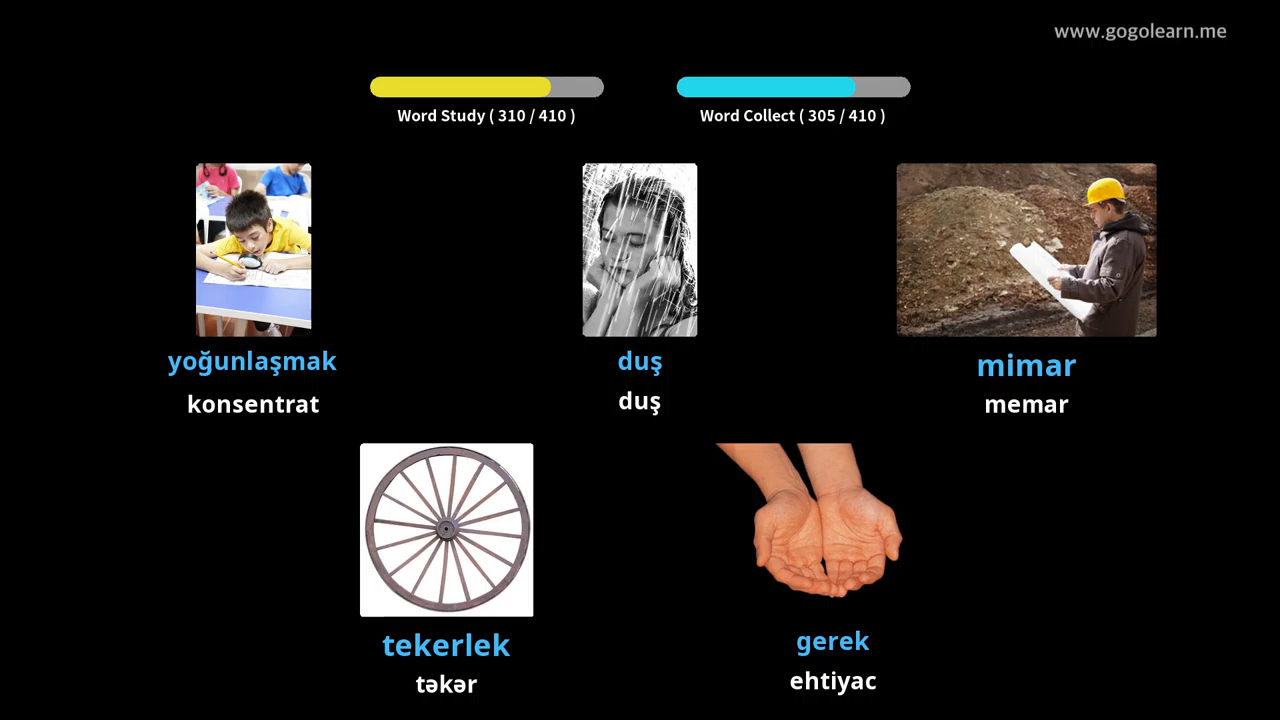 www.gogolearn.me
Word Study ( 310 / 410 )
Word Collect ( 305 / 410 )
yoğunlaşmak
konsentrat
duş
duş
mimar
memar
tekerlek
təkər
gerek
ehtiyac